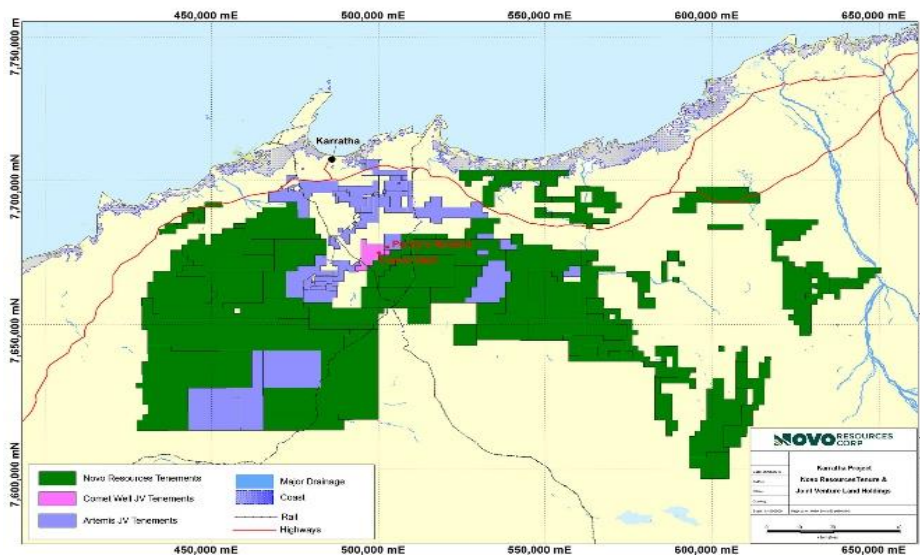 450,000 mE
500,000 mE
550,000 mE
600,000 mE
650,000 mE
7,750,000 m
7,700,000 mN
7,650,000 mN
7,600,000 mN
Karratha
Novo Resources Tenements
Comet Well JV Tenements
Artemis JV Tenements
Major Drainage
Coast
Rail
Highways
NOVO RESOURCES CORP
Karratha Project
Novo Resources Tenure &
Joint Venture Land Holdings
450,000 mE
500,000 mE
550,000 mE
600,000 mE
650,000 mE